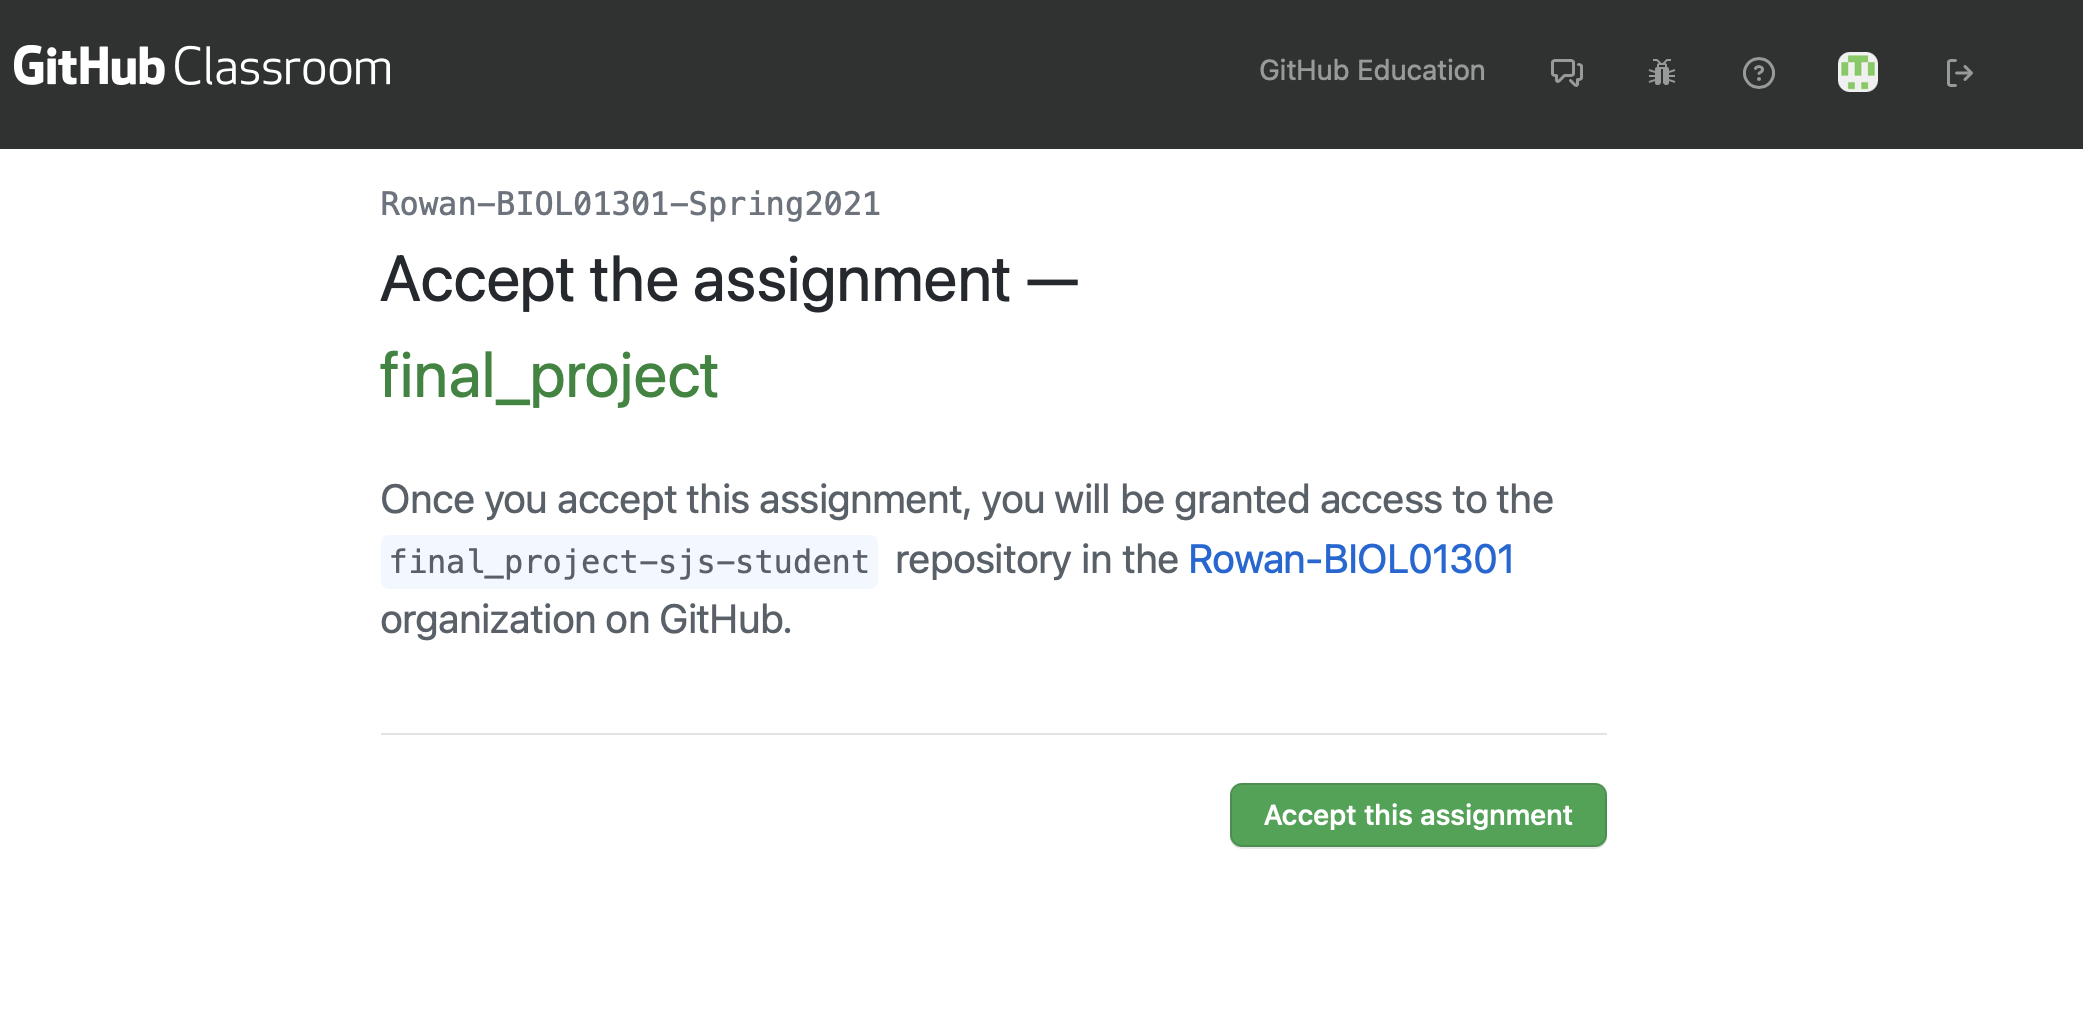 GitHub Classroom
GitHub Education
Rowan-BIOL01301-Spring2021
Accept the assignment —
final_project
Once you accept this assignment, you will be granted access to the
final_project-sjs-student repository in the Rowan-BIOL01301
organization on GitHub.
Accept this assignment